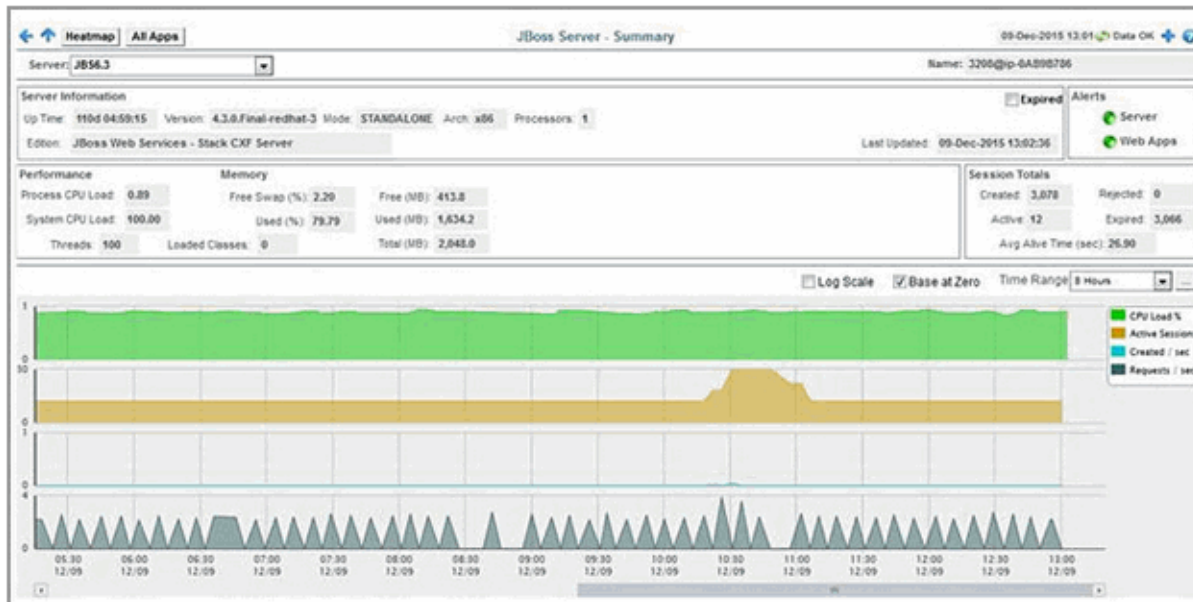 Heatmap All Apps JBoss Server - Summary 09-Dec-2015 13:01 Data OK
Server: JBS6.3 Name: 3208@ip-0A89B786
Server Information Expired Alerts
Up Time: 110d 04:59:15 Version: 4.3.0.Final-redhat-3 Mode: STANDALONE Arch: x86 Processors: 1 Server
Edition: JBoss Web Services - Stack CXF Server Last Updated: 09-Dec-2015 13:02:36 Web Apps
Performance Memory Session Totals
Process CPU Load: 0.89 Free Swap (%): 2.20 Free (MB): 413.8 Created: 3,078 Rejected: 0
System CPU Load: 100.00 Used (%): 79.79 Used (MB): 1,634.2 Active: 12 Expired: 3,066
Threads: 100 Loaded Classes: 0 Total (MB): 2,048.0 Avg Alive Time (sec): 26.90
Log Scale Base at Zero Time Range: 8 Hours ...
1
CPU Load %
Active Session
Created / sec
Requests / sec
0
0
1
0
4
0
05:30 06:00 06:30 07:00 07:30 08:00 08:30 09:00 09:30 10:00 10:30 11:00 11:30 12:00 12:30 13:00
12/09 12/09 12/09 12/09 12/09 12/09 12/09 12/09 12/09 12/09 12/09 12/09 12/09 12/09 12/09 12/09